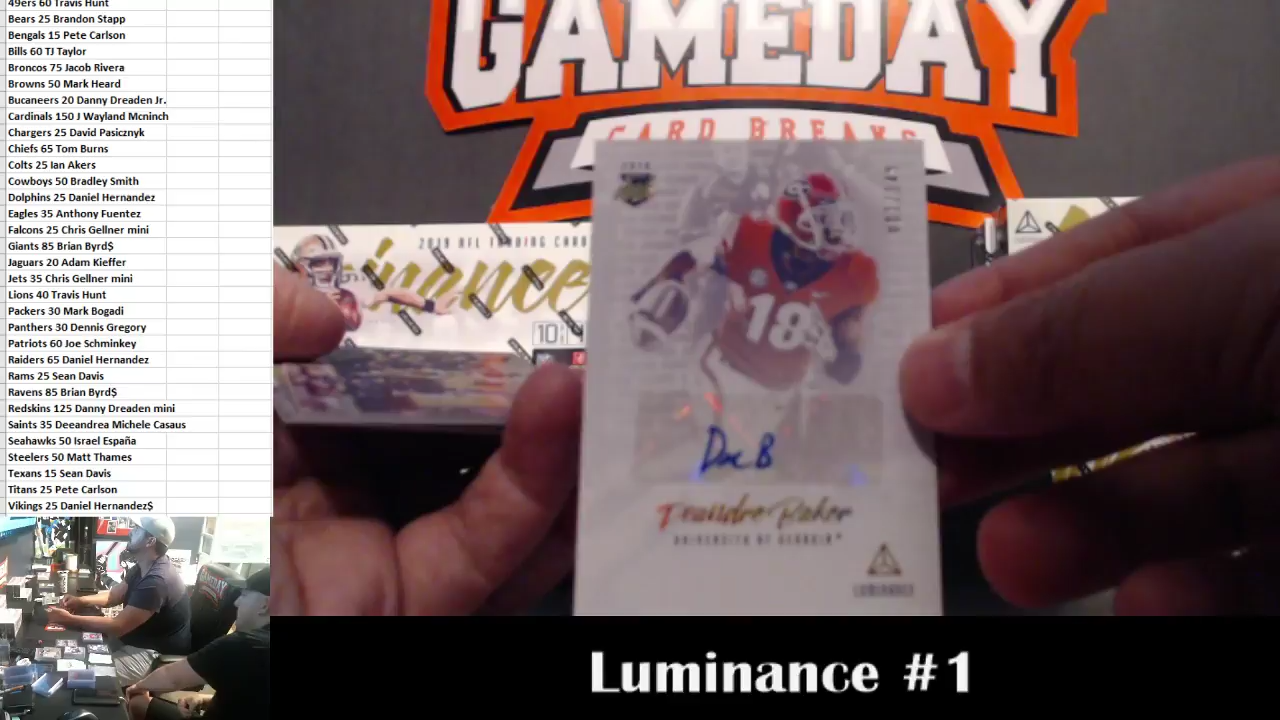 49ers 60 Travis Hunt
Bears 25 Brandon Stapp
Bengals 15 Pete Carlson
Bills 60 TJ Taylor
Broncos 75 Jacob Rivera
Browns 50 Mark Heard
Bucaneers 20 Danny Dreaden Jr.
Cardinals 150 J Wayland Mcninch
Chargers 25 David Pasicznyk
Chiefs 65 Tom Burns
Colts 25 Ian Akers
Cowboys 50 Bradley Smith
Dolphins 25 Daniel Hernandez
Eagles 35 Anthony Fuentez
Falcons 25 Chris Gellner mini
Giants 85 Brian Byrd$
Jaguars 20 Adam Kieffer
Jets 35 Chris Gellner mini
Lions 40 Travis Hunt
Packers 30 Mark Bogadi
Panthers 30 Dennis Gregory
Patriots 60 Joe Schminkey
Raiders 65 Daniel Hernandez
Rams 25 Sean Davis
Ravens 85 Brian Byrd$
Redskins 125 Danny Dreaden mini
Saints 35 Deeandrea Michele Casaus
Seahawks 50 Israel España
Steelers 50 Matt Thames
Texans 15 Sean Davis
Titans 25 Pete Carlson
Vikings 25 Daniel Hernandez$
GAMEDAY
CARD BREAKS
2019 NFL TRADING CARD
10
18
Deandre Baker
UNIVERSITY OF GEORGIA
LUMINANCE
GAMEDAY
Luminance #1